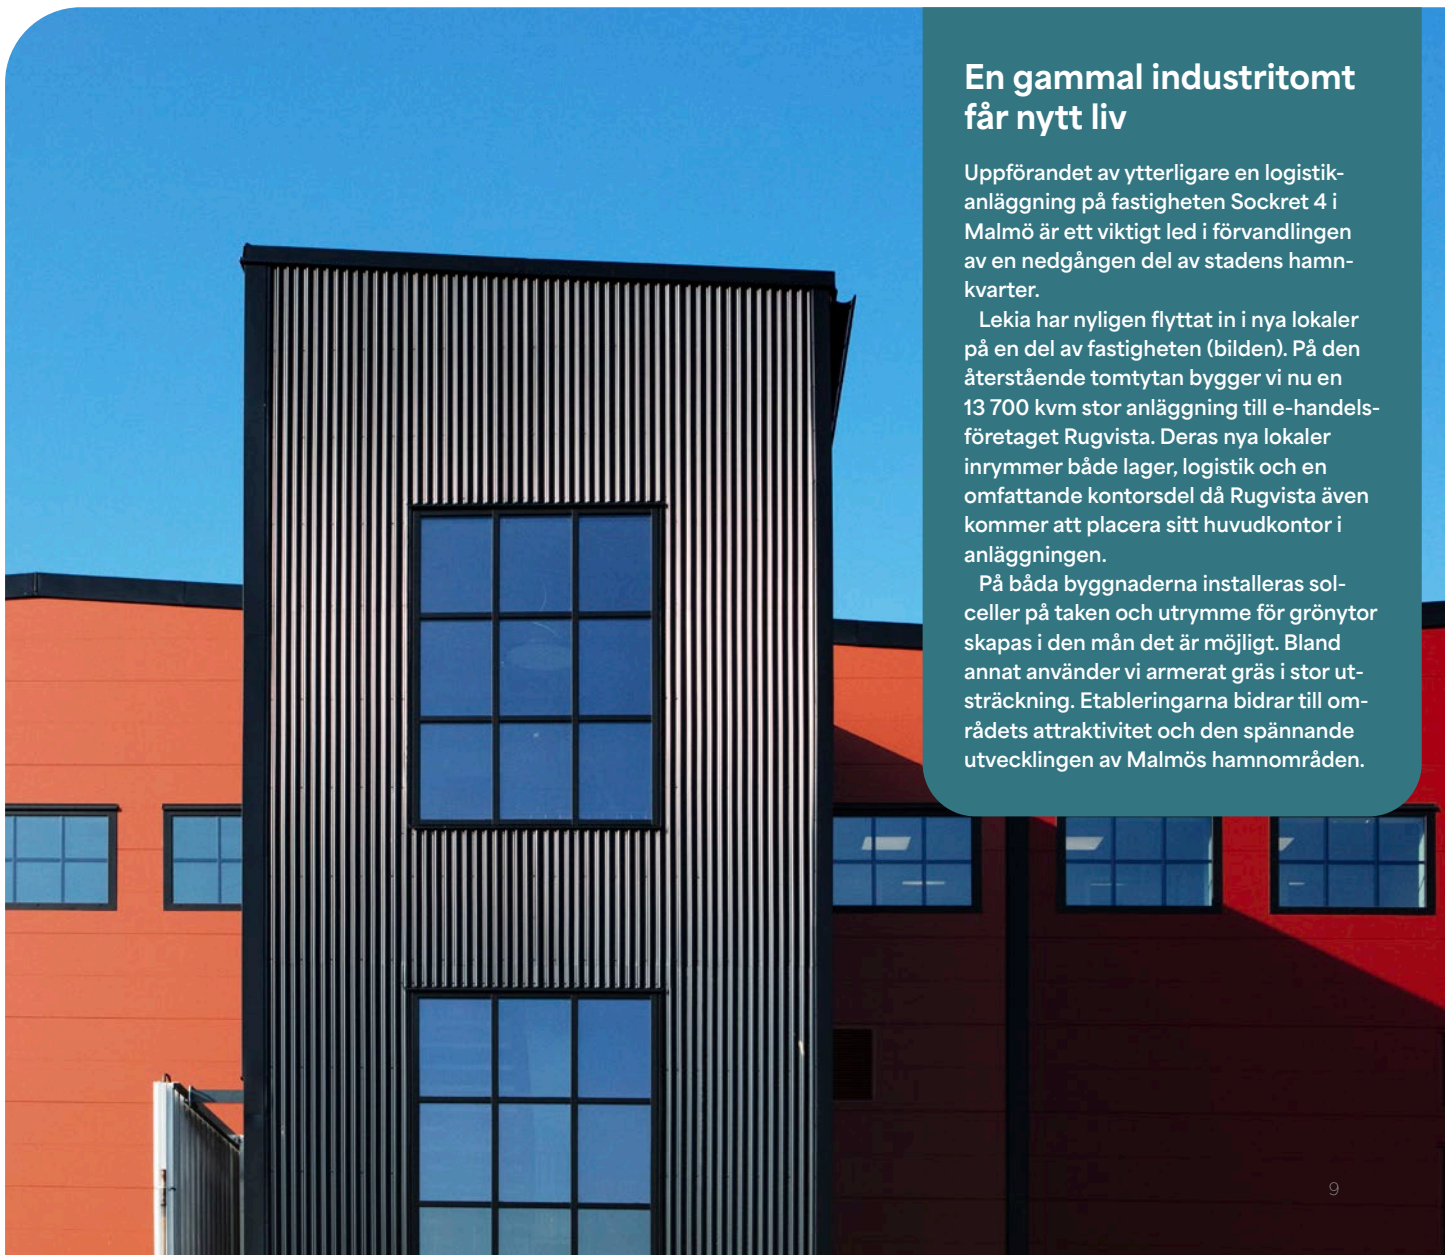 En gammal industritomt
får nytt liv
Uppförandet av ytterligare en logistik-
anläggning på fastigheten Sockret 4 i
Malmö är ett viktigt led i förvandlingen
av en nedgången del av stadens hamn-
kvarter.
Lekia har nyligen flyttat in i nya lokaler
på en del av fastigheten (bilden). På den
återstående tomtytan bygger vi nu en
13 700 kvm stor anläggning till e-handels-
företaget Rugvista. Deras nya lokaler
inrymmer både lager, logistik och en
omfattande kontorsdel då Rugvista även
kommer att placera sitt huvudkontor i
anläggningen.
På båda byggnaderna installeras sol-
celler på taken och utrymme för grönytor
skapas i den mån det är möjligt. Bland
annat använder vi armerat gräs i stor ut-
sträckning. Etableringarna bidrar till om-
rådets attraktivitet och den spännande
utvecklingen av Malmös hamnområden.
9